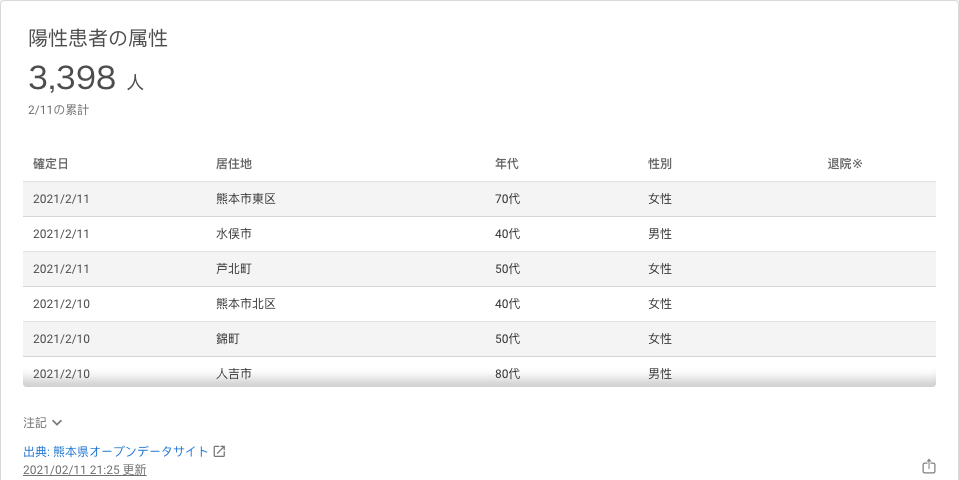 陽性患者の属性
3,398 人
2/11の累計
確定日 居住地 年代 性別 退院※
2021/2/11 熊本市東区 70代 女性
2021/2/11 水俣市 40代 男性
2021/2/11 芦北町 50代 女性
2021/2/10 熊本市北区 40代 女性
2021/2/10 錦町 50代 女性
2021/2/10 人吉市 80代 男性
注記
出典: 熊本県オープンデータサイト
2021/02/11 21:25 更新